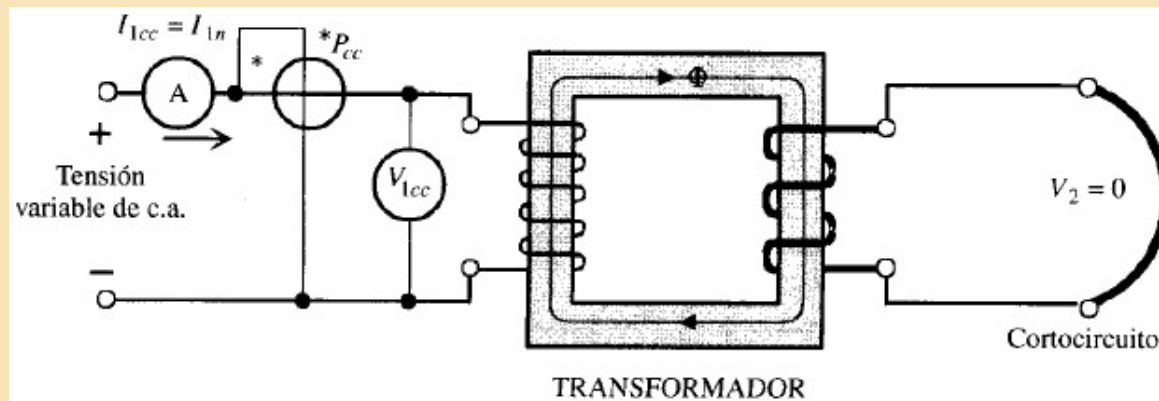 I1cc = I1n
* *Pcc
A
+
Tensión
variable de c.a.
−
V1cc
Φ
V2 = 0
Cortocircuito
TRANSFORMADOR